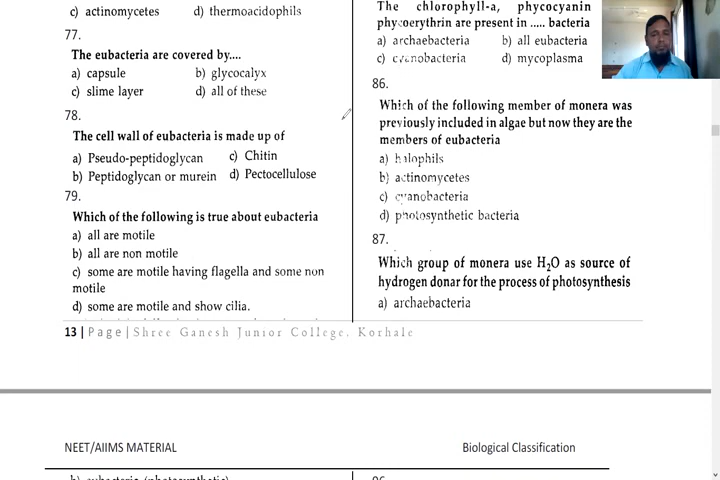 c) actinomycetes d) thermoacidophils
77.
The eubacteria are covered by....
a) capsule b) glycocalyx
c) slime layer d) all of these
78.
The cell wall of eubacteria is made up of
a) Pseudo-peptidoglycan c) Chitin
b) Peptidoglycan or murein d) Pectocellulose
79.
Which of the following is true about eubacteria
a) all are motile
b) all are non motile
c) some are motile having flagella and some non
motile
d) some are motile and show cilia.
The chlorophyll-a, phycocyanin
phycoerythrin are present in ..... bacteria
a) archaebacteria b) all eubacteria
c) cyanobacteria d) mycoplasma
86.
Which of the following member of monera was
previously included in algae but now they are the
members of eubacteria
a) halophils
b) actinomycetes
c) cyanobacteria
d) photosynthetic bacteria
87.
Which group of monera use H₂O as source of
hydrogen donar for the process of photosynthesis
a) archaebacteria
13 | Page | Shree Ganesh Junior College. Korhale
NEET/AIIMS MATERIAL Biological Classification
b) eubacteria (photosynthetic)